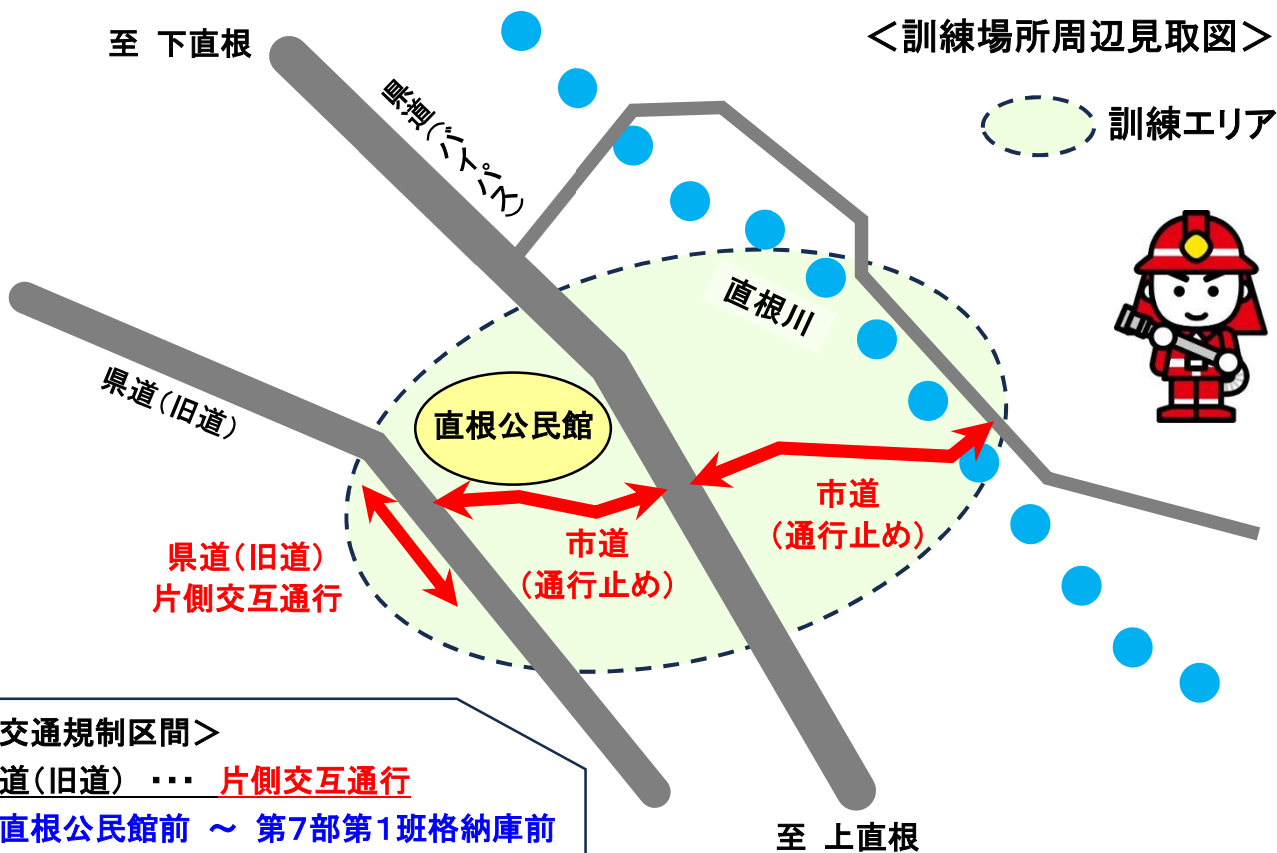 <訓練場所周辺見取図>
至 下直根
県道(バイパス)
訓練エリア
直根川
県道(旧道)
直根公民館
市道
(通行止め)
市道
(通行止め)
県道(旧道)
片側交互通行
交通規制区間>
道(旧道) ・・・ 片側交互通行
直根公民館前 ~ 第7部第1班格納庫前
至 上直根